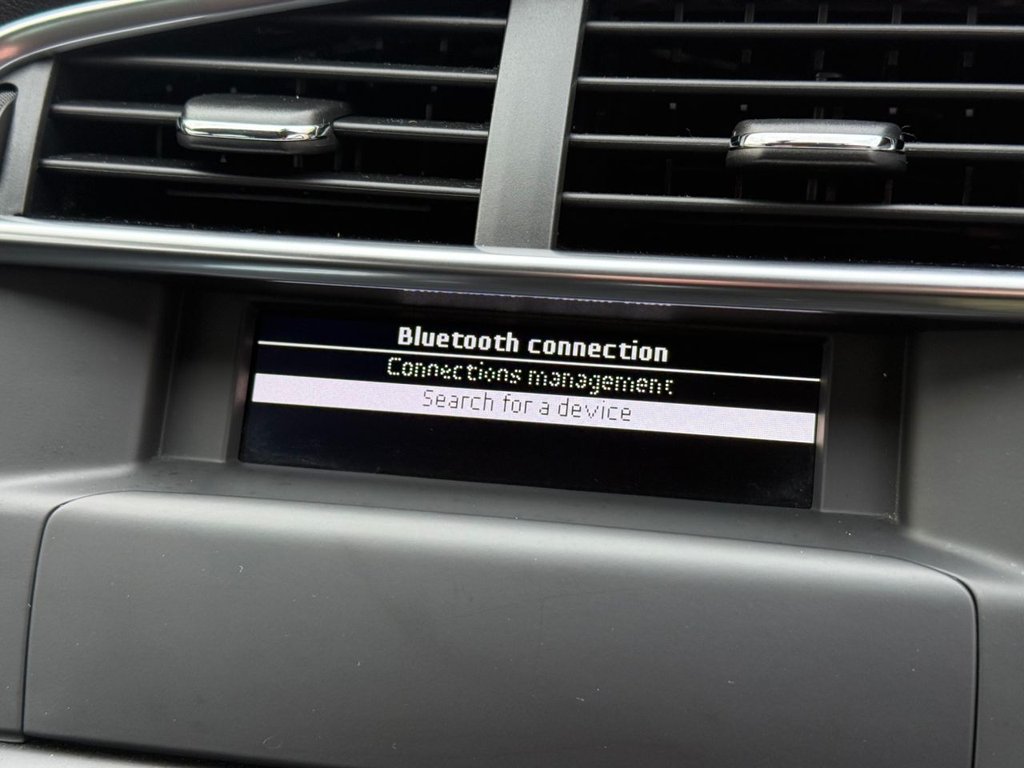 Bluetooth connection
Connections management
Search for a device